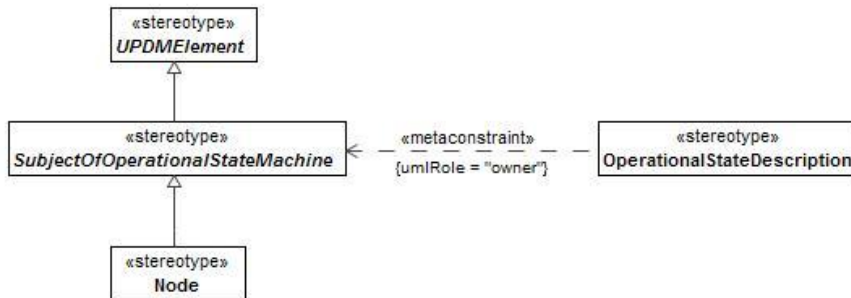 «stereotype»
UPDMElement
«stereotype»
SubjectOfOperationalStateMachine
«metaconstraint»
{umlRole = "owner"}
«stereotype»
OperationalStateDescription
«stereotype»
Node